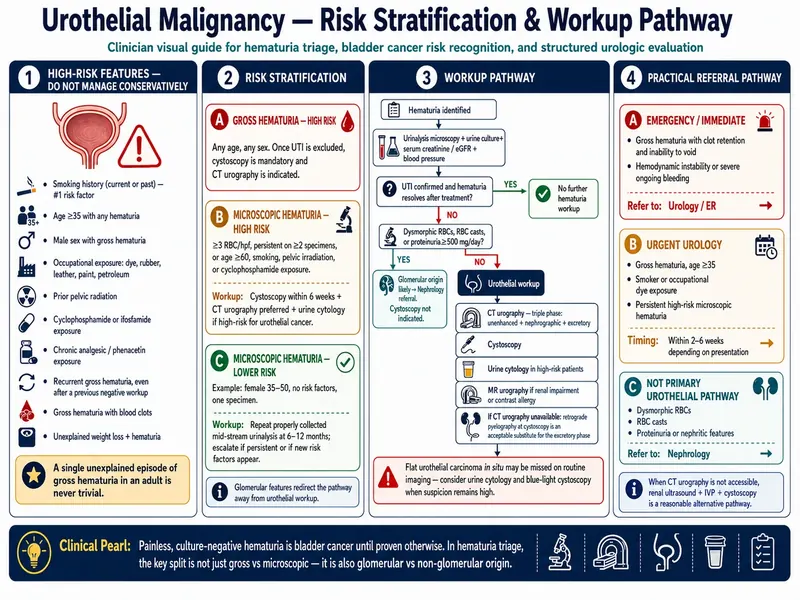 Urothelial Malignancy — Risk Stratification & Workup Pathway
Clinician visual guide for hematuria triage, bladder cancer risk recognition, and structured urologic evaluation
1
HIGH-RISK FEATURES —
DO NOT MANAGE CONSERVATIVELY
Smoking history (current or past) —
#1 risk factor
35+
Age ≥35 with any hematuria
Male sex with gross hematuria
Occupational exposure: dye, rubber,
leather, paint, petroleum
Prior pelvic radiation
Cyclophosphamide or ifosfamide
exposure
Chronic analgesic / phenacetin
exposure
Recurrent gross hematuria, even
after a previous negative workup
Gross hematuria with blood clots
Unexplained weight loss + hematuria
A single unexplained episode of
gross hematuria in an adult is
never trivial.
2
RISK STRATIFICATION
A
GROSS HEMATURIA – HIGH RISK
Any age, any sex. Once UTI is excluded,
cystoscopy is mandatory and
CT urography is indicated.
B
MICROSCOPIC HEMATURIA –
HIGH RISK
≥3 RBC/hpf, persistent on ≥2 specimens,
or age ≥60, smoking, pelvic irradiation,
or cyclophosphamide exposure.
Workup: Cystoscopy within 6 weeks +
CT urography preferred + urine cytology
if high-risk for urothelial cancer.
C
MICROSCOPIC HEMATURIA—
LOWER RISK
Example: female 35–50, no risk factors,
one specimen.
Workup: Repeat properly collected
mid-stream urinalysis at 6–12 months;
escalate if persistent or if new risk
factors appear.
i
Glomerular features redirect the pathway
away from urothelial workup.
3
WORKUP PATHWAY
Hematuria identified
Urinalysis microscopy + urine culture+
serum creatinine / eGFR +
blood pressure
?
UTI confirmed and hematuria
resolves after treatment?
YES
No further
hematuria
workup
NO
Dysmorphic RBCs, RBC casts,
or proteinuria ≥500 mg/day?
YES
NO
Glomerular origin
likely → Nephrology
referral.
Cystoscopy not
indicated.
Urothelial workup
CT urography — triple phase:
unenhanced + nephrographic + excretory
Cystoscopy
Urine cytology in high-risk patients
MR urography if renal impairment
or contrast allergy
If CT urography unavailable: retrograde
pyelography at cystoscopy is an
acceptable substitute for the excretory phase
Flat urothelial carcinoma in situ may be missed on routine
imaging — consider urine cytology and blue-light cystoscopy
when suspicion remains high.
4
PRACTICAL REFERRAL PATHWAY
A
EMERGENCY / IMMEDIATE
• Gross hematuria with clot retention
and inability to void
• Hemodynamic instability or severe
ongoing bleeding
Refer to: Urology / ER →
B
URGENT UROLOGY
• Gross hematuria, age ≥35
• Smoker or occupational
dye exposure
• Persistent high-risk microscopic
hematuria
Timing: Within 2–6 weeks
depending on presentation →
C
NOT PRIMARY
UROTHELIAL PATHWAY
• Dysmorphic RBCs
• RBC casts
• Proteinuria or nephritic features
Refer to: Nephrology →
i
When CT urography is not accessible,
renal ultrasound + IVP + cystoscopy
is a reasonable alternative pathway.
Clinical Pearl: Painless, culture-negative hematuria is bladder cancer until proven otherwise. In hematuria triage,
the key split is not just gross vs microscopic — it is also glomerular vs non-glomerular origin.